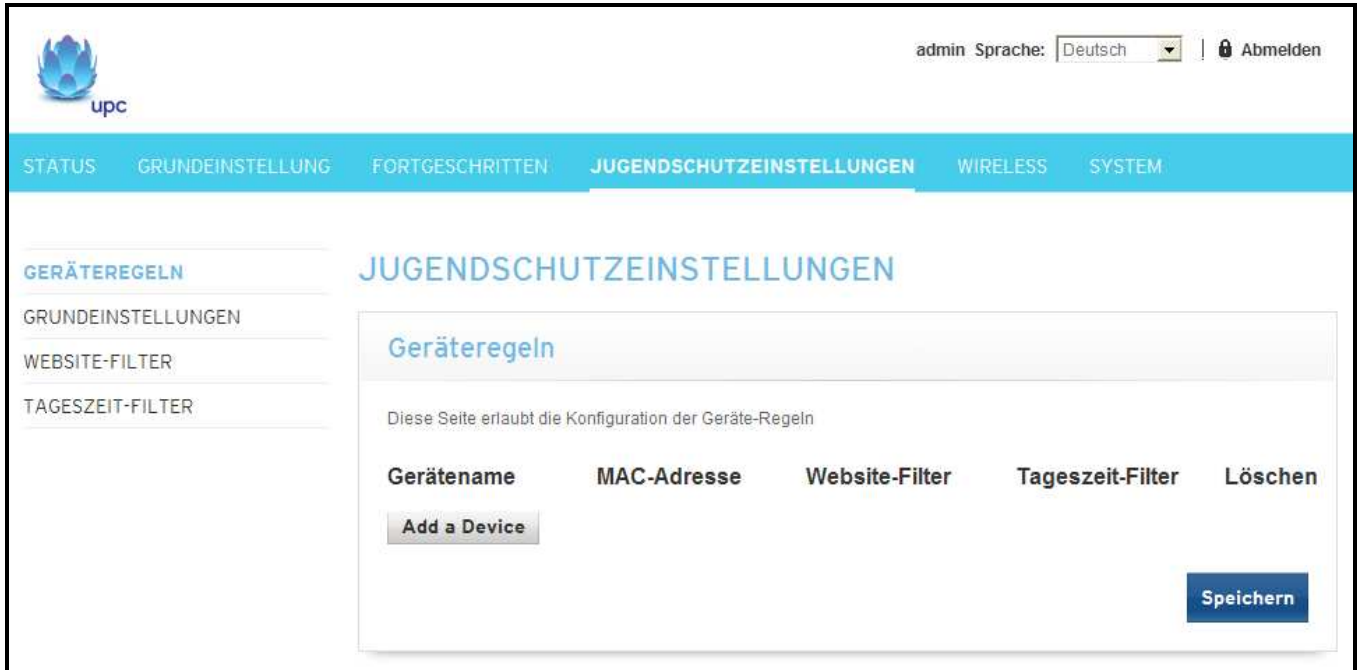 upc
admin Sprache: Deutsch | Abmelden
STATUS GRUNDEINSTELLUNG FORTGESCHRITTEN JUGENDSCHUTZEINSTELLUNGEN WIRELESS SYSTEM
GERÄTEREGELN
GRUNDEINSTELLUNGEN
WEBSITE-FILTER
TAGESZEIT-FILTER
JUGENDSCHUTZEINSTELLUNGEN
Geräteregeln
Diese Seite erlaubt die Konfiguration der Geräte-Regeln
Gerätename MAC-Adresse Website-Filter Tageszeit-Filter Löschen
Add a Device
Speichern